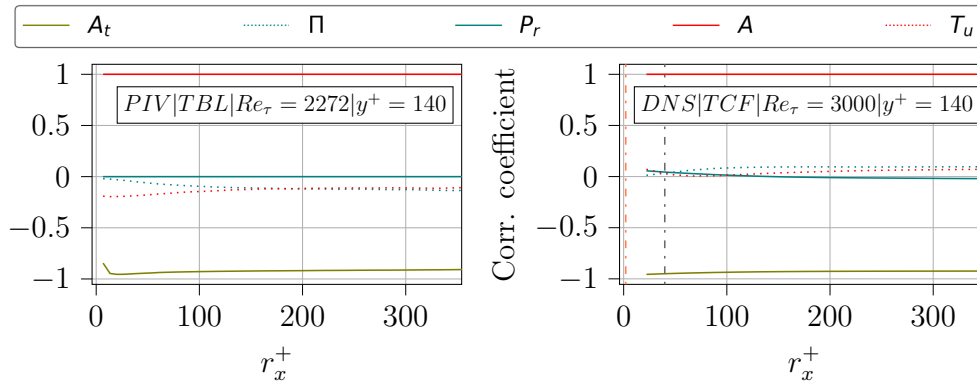 A_t Π P_r A T_u
1
0.5
0
−0.5
−1
PIV|TBL|Re_τ = 2272|y^+ = 140
0 100 200 300
r_x^+
Corr. coefficient
1
0.5
0
−0.5
−1
DNS|TCF|Re_τ = 3000|y^+ = 140
0 100 200 300
r_x^+